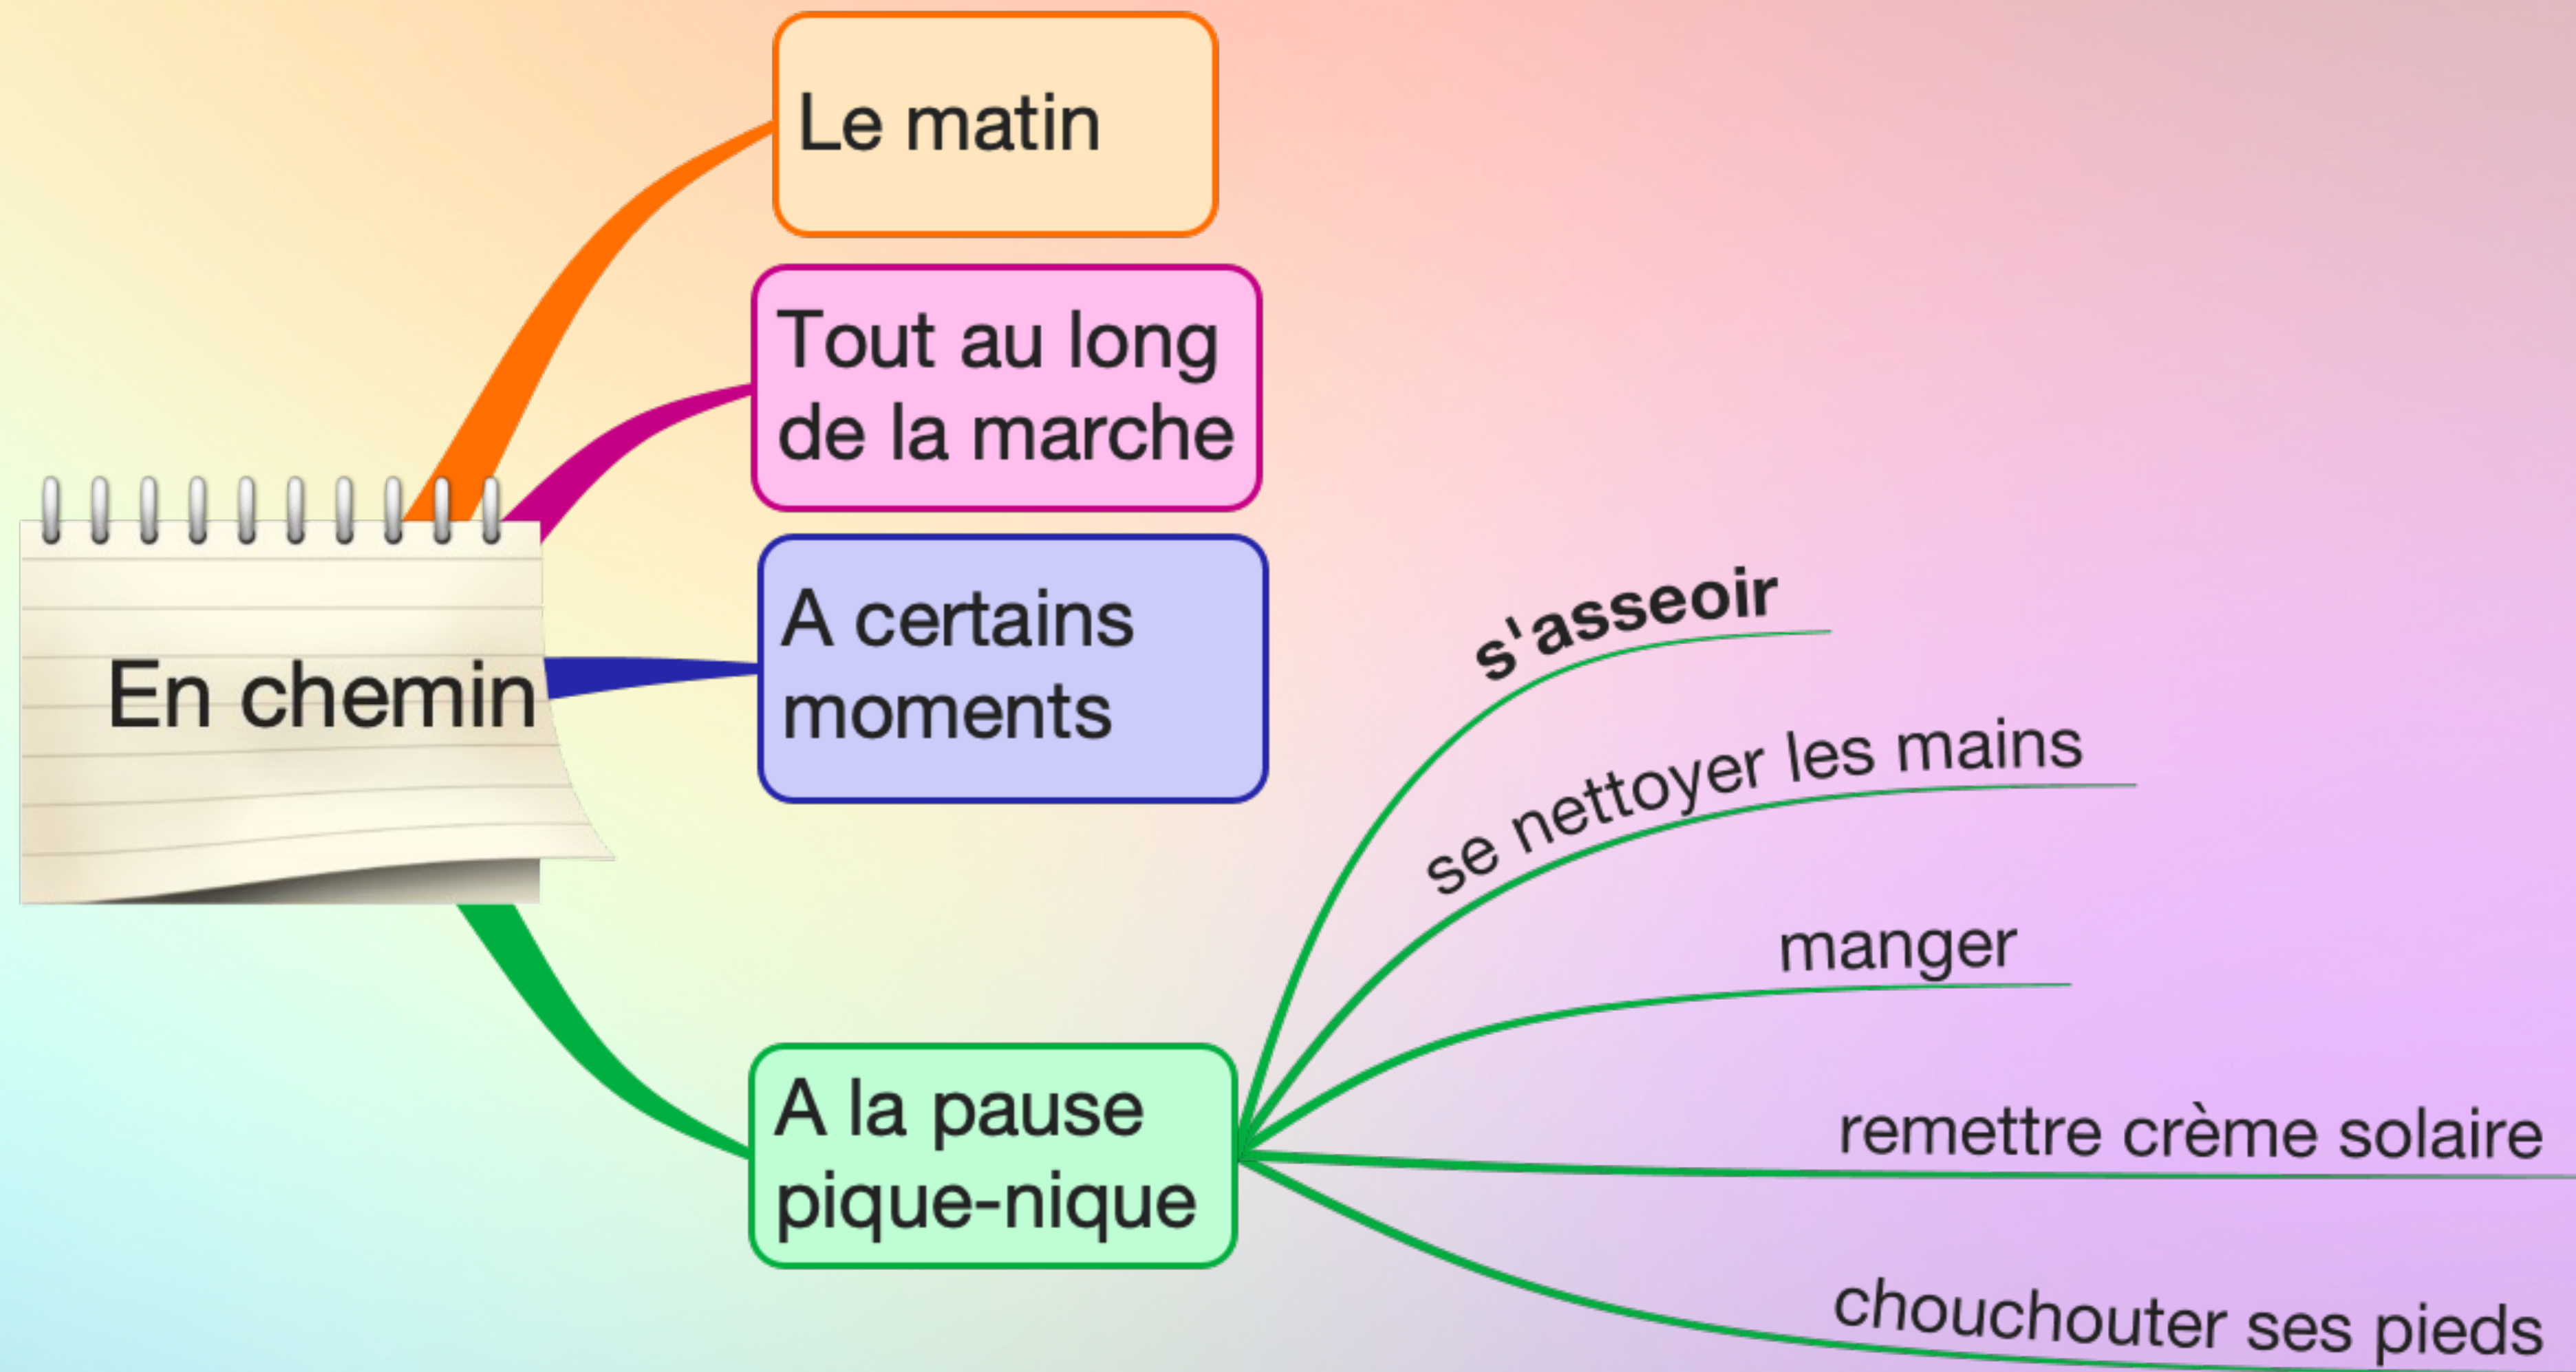 Le matin
Tout au long
de la marche
En chemin
A certains
moments
A la pause
pique-nique
s'asseoir
se nettoyer les mains
manger
remettre crème solaire
chouchouter ses pieds